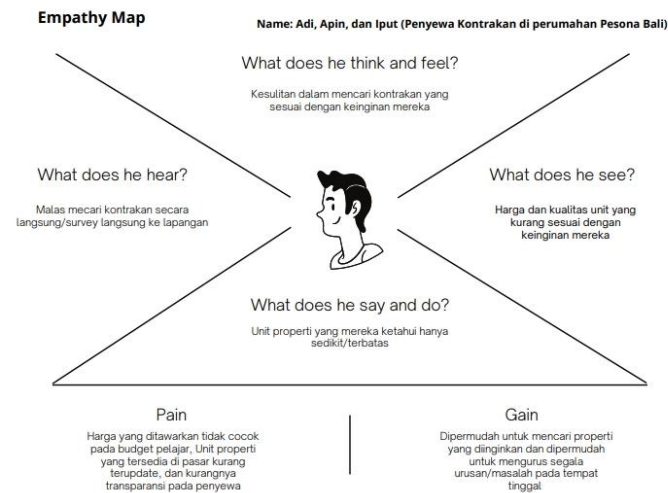 Empathy Map
Name: Adi, Apin, dan Iput (Penyewa Kontrakan di perumahan Pesona Bali)
What does he think and feel?
Kesulitan dalam mencari kontrakan yang
sesuai dengan keinginan mereka
What does he hear?
Malas mecari kontrakan secara
langsung/survey langsung ke lapangan
What does he see?
Harga dan kualitas unit yang
kurang sesuai dengan
keinginan mereka
What does he say and do?
Unit properti yang mereka ketahui hanya
sedikit/terbatas
Pain
Harga yang ditawarkan tidak cocok
pada budget pelajar, Unit properti
yang tersedia di pasar kurang
terupdate, dan kurangnya
transparansi pada penyewa
Gain
Dipermudah untuk mencari properti
yang diinginkan dan dipermudah
untuk mengurus segala
urusan/masalah pada tempat
tinggal